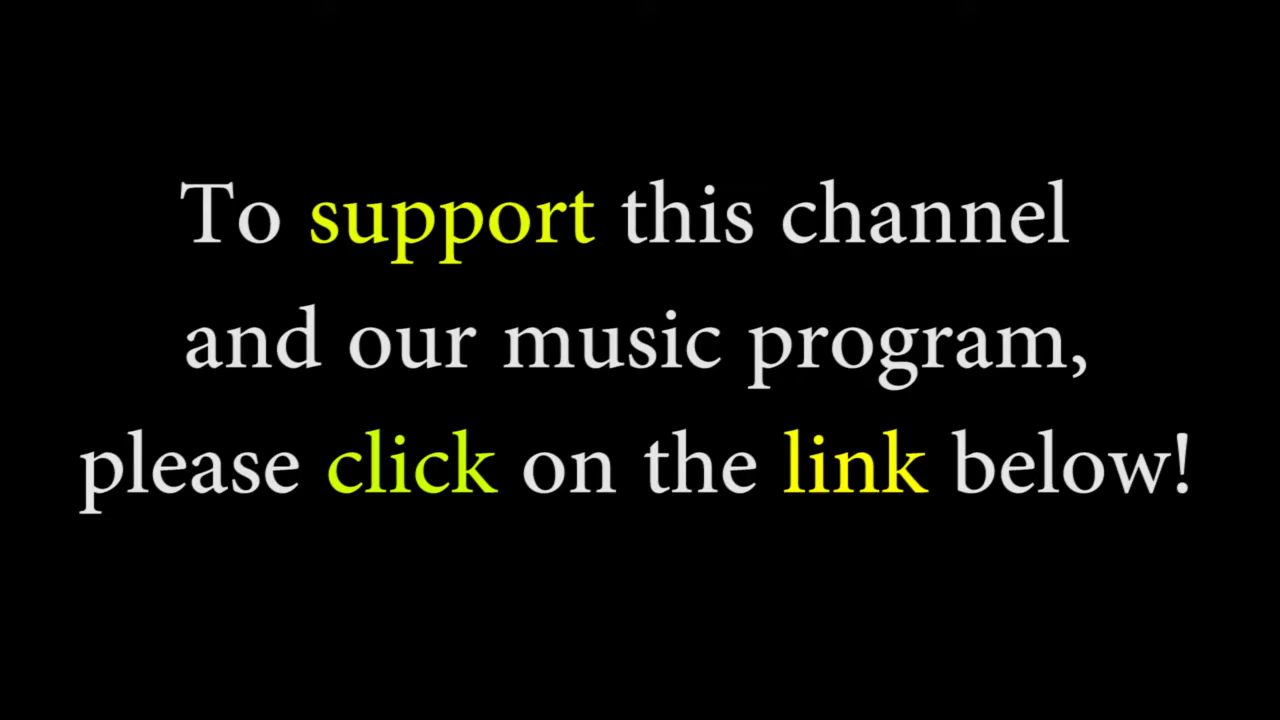 To support this channel
and our music program,
please click on the link below!